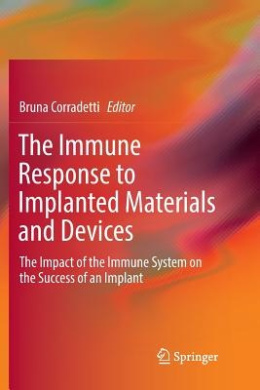 Bruna Corradetti Editor
The Immune
Response to
Implanted Materials
and Devices
The Impact of the Immune System on
the Success of an Implant
Springer